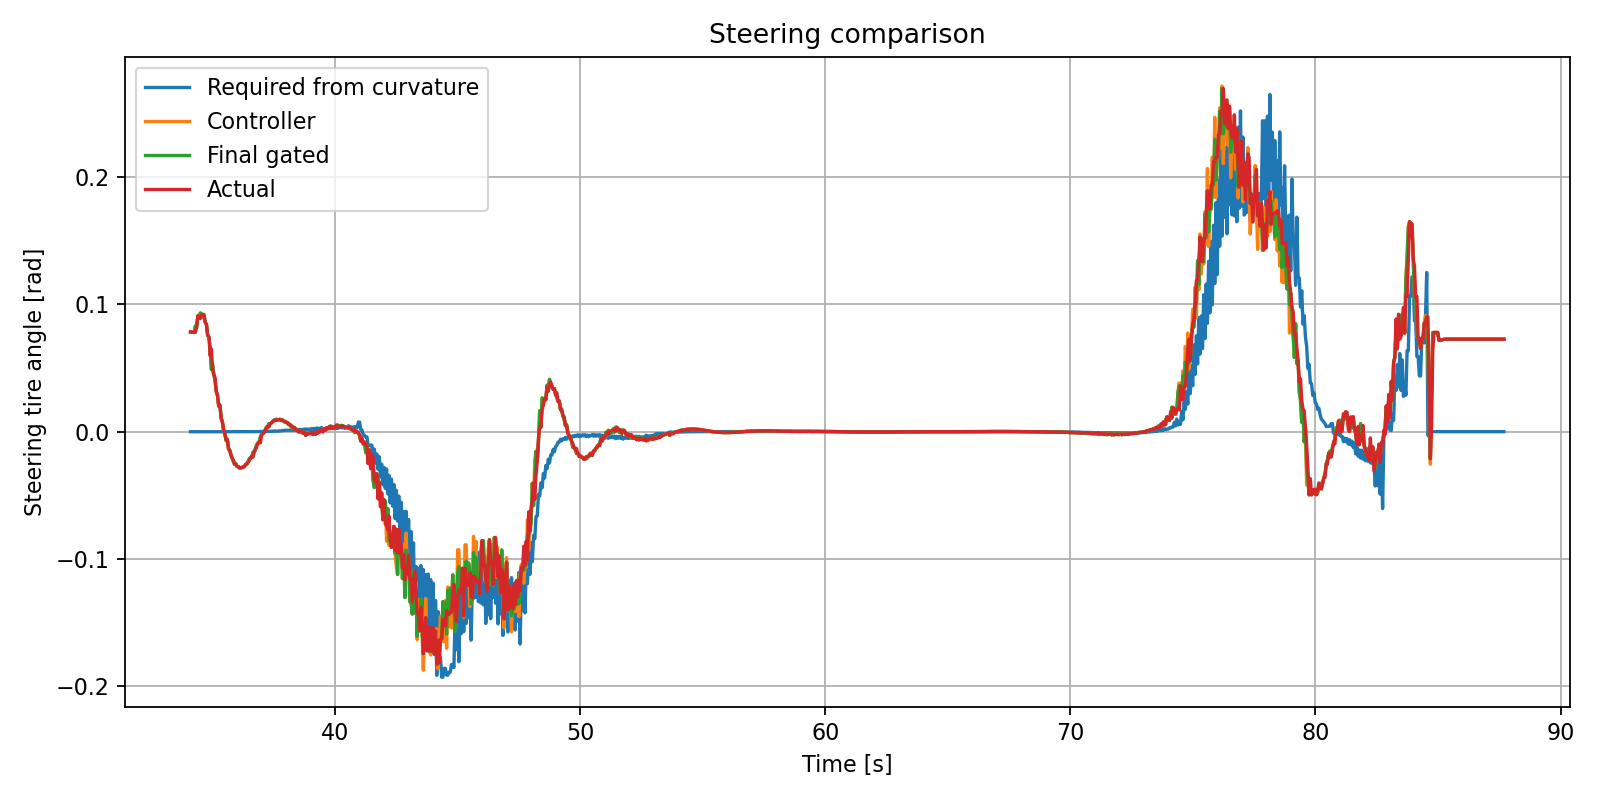 Steering comparison
Required from curvature
Controller
Final gated
Actual
Steering tire angle [rad]
0.2
0.1
0.0
−0.1
−0.2
40 50 60 70 80 90
Time [s]